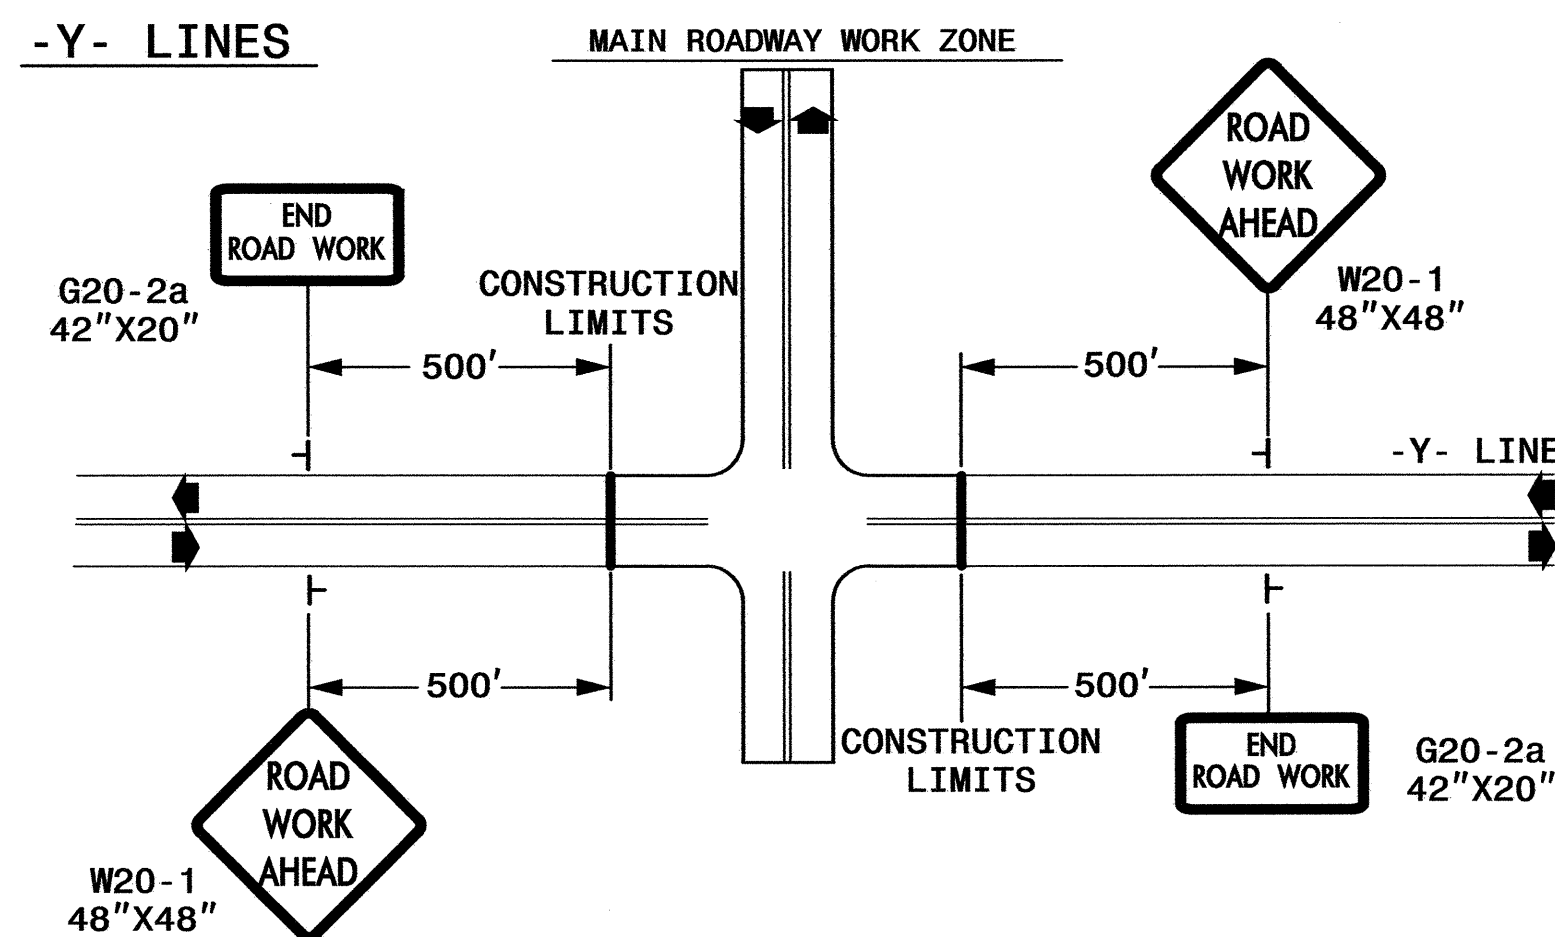 -Y- LINES
MAIN ROADWAY WORK ZONE
ROAD
WORK
AHEAD
END
ROAD WORK
G20-2a
42"X20"
CONSTRUCTION
LIMITS
W20-1
48"X48"
500'
500'
-Y- LINE
500'
500'
CONSTRUCTION
LIMITS
END
ROAD WORK
G20-2a
42"X20"
ROAD
WORK
AHEAD
W20-1
48"X48"